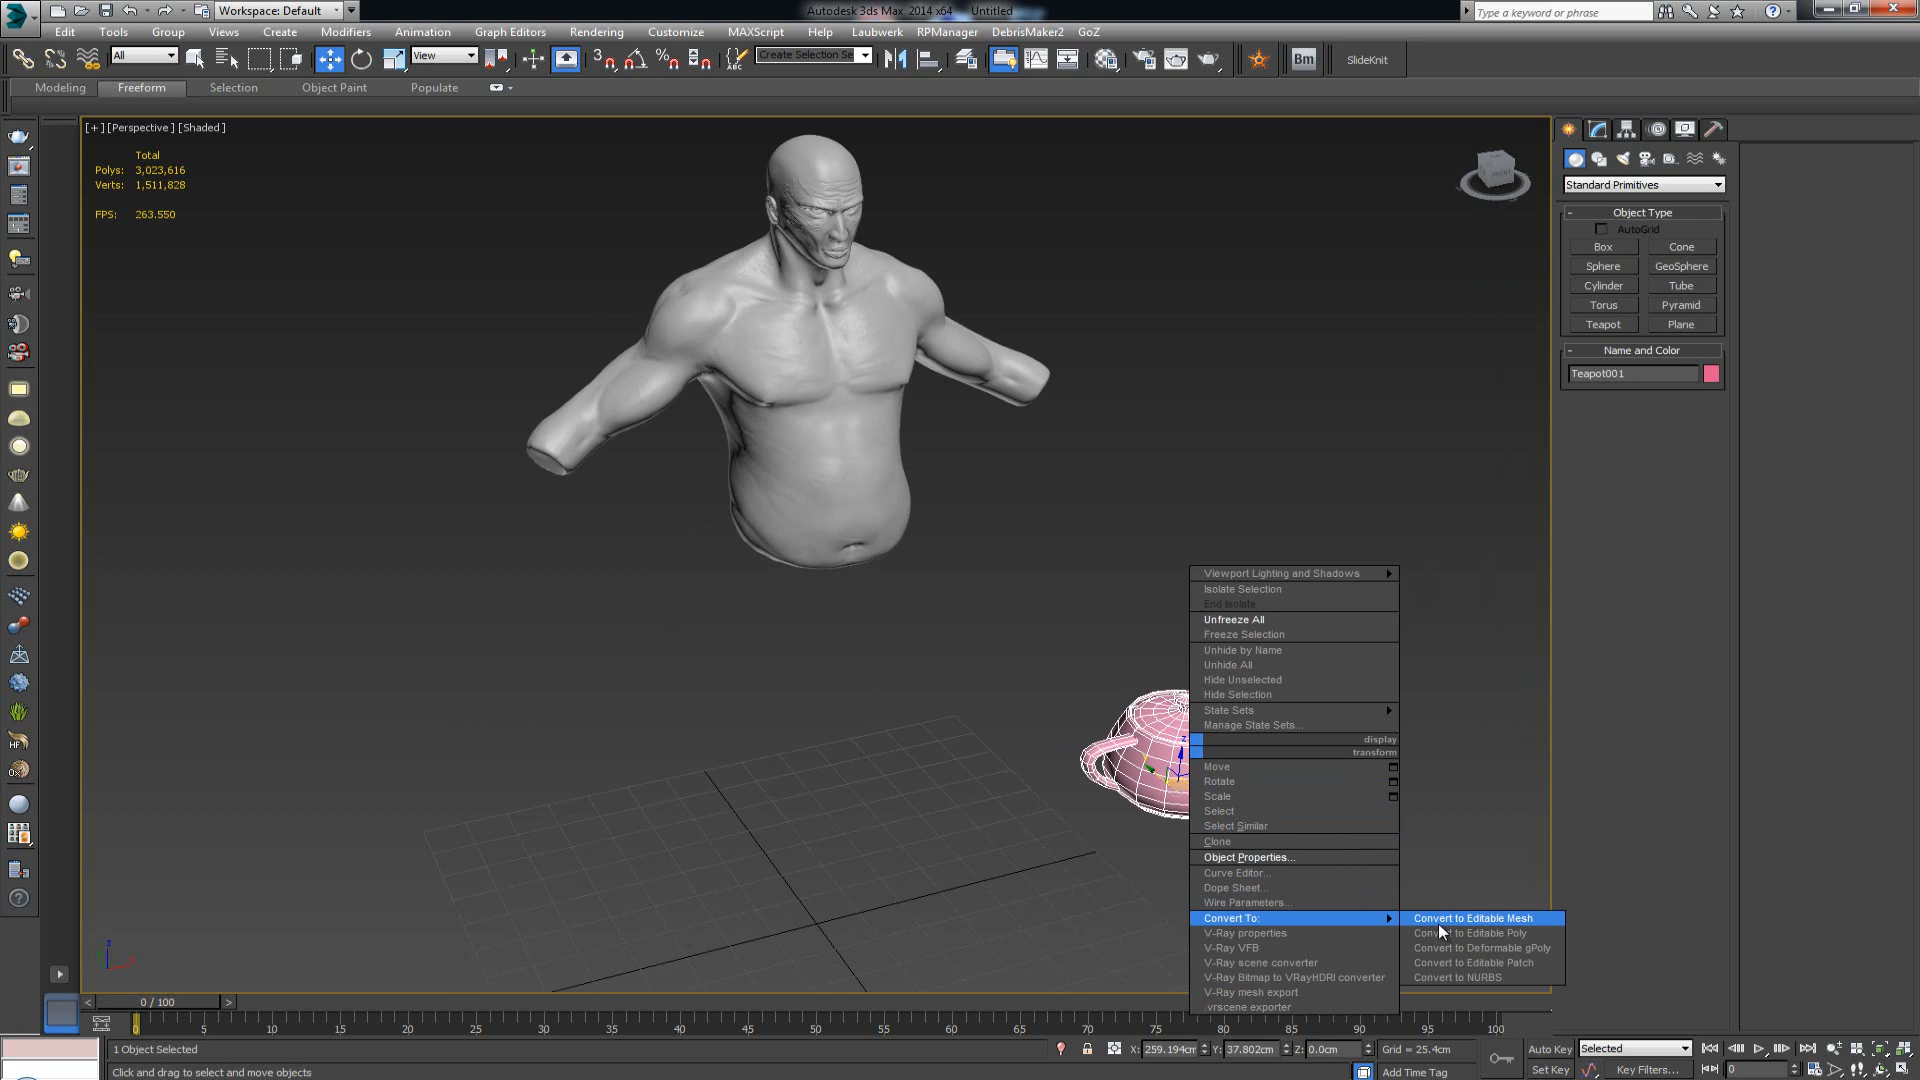 Workspace: Default
Autodesk 3ds Max 2014 x64 Untitled
Type a keyword or phrase
Edit Tools Group Views Create Modifiers Animation Graph Editors Rendering Customize MAXScript Help Laubwerk RPManager DebrisMaker2 GoZ
All
View
3
ABC
Create Selection Se
Bm
SlideKnit
Modeling Freeform Selection Object Paint Populate
[+] [Perspective] [Shaded]
Total
Polys: 3,023,616
Verts: 1,511,828
FPS: 263.550
FRONT
Standard Primitives
Object Type
AutoGrid
Box Cone
Sphere GeoSphere
Cylinder Tube
Torus Pyramid
Teapot Plane
Name and Color
Teapot001
HF
Viewport Lighting and Shadows
Isolate Selection
End Isolate
Unfreeze All
Freeze Selection
Unhide by Name
Unhide All
Hide Unselected
Hide Selection
State Sets
Manage State Sets...
display
transform
Move
Rotate
Scale
Select
Select Similar
Clone
Object Properties...
Curve Editor...
Dope Sheet...
Wire Parameters...
Convert To:
V-Ray properties
V-Ray VFB
V-Ray scene converter
V-Ray Bitmap to VRayHDRI converter
V-Ray mesh export
.vrscene exporter
Convert to Editable Mesh
Convert to Editable Poly
Convert to Deformable gPoly
Convert to Editable Patch
Convert to NURBS
z
z
< 0 / 100 >
0 5 10 15 20 25 30 35 40 45 50 55 60 65 70 75 80 85 90 95 100
1 Object Selected
X: 259.194cm Y: 37.802cm Z: 0.0cm Grid = 25.4cm
Auto Key Selected
Click and drag to select and move objects
Add Time Tag
Set Key Key Filters... 0